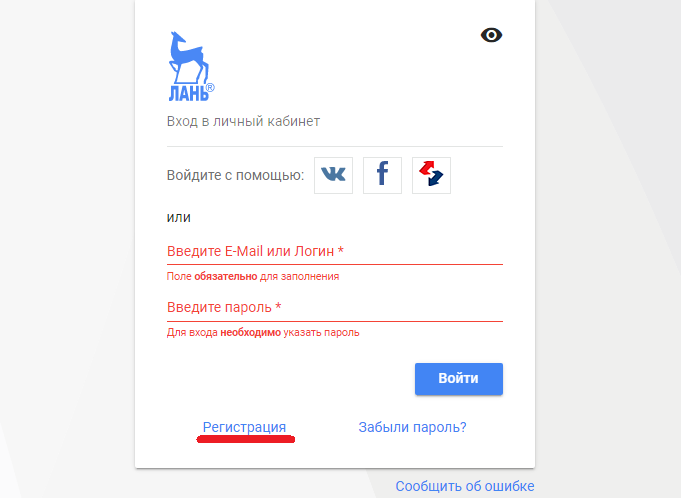 ЛАНЬ®
Вход в личный кабинет
Войдите с помощью:
или
Введите E-Mail или Логин *
Поле обязательно для заполнения
Введите пароль *
Для входа необходимо указать пароль
Войти
Регистрация Забыли пароль?
Сообщить об ошибке